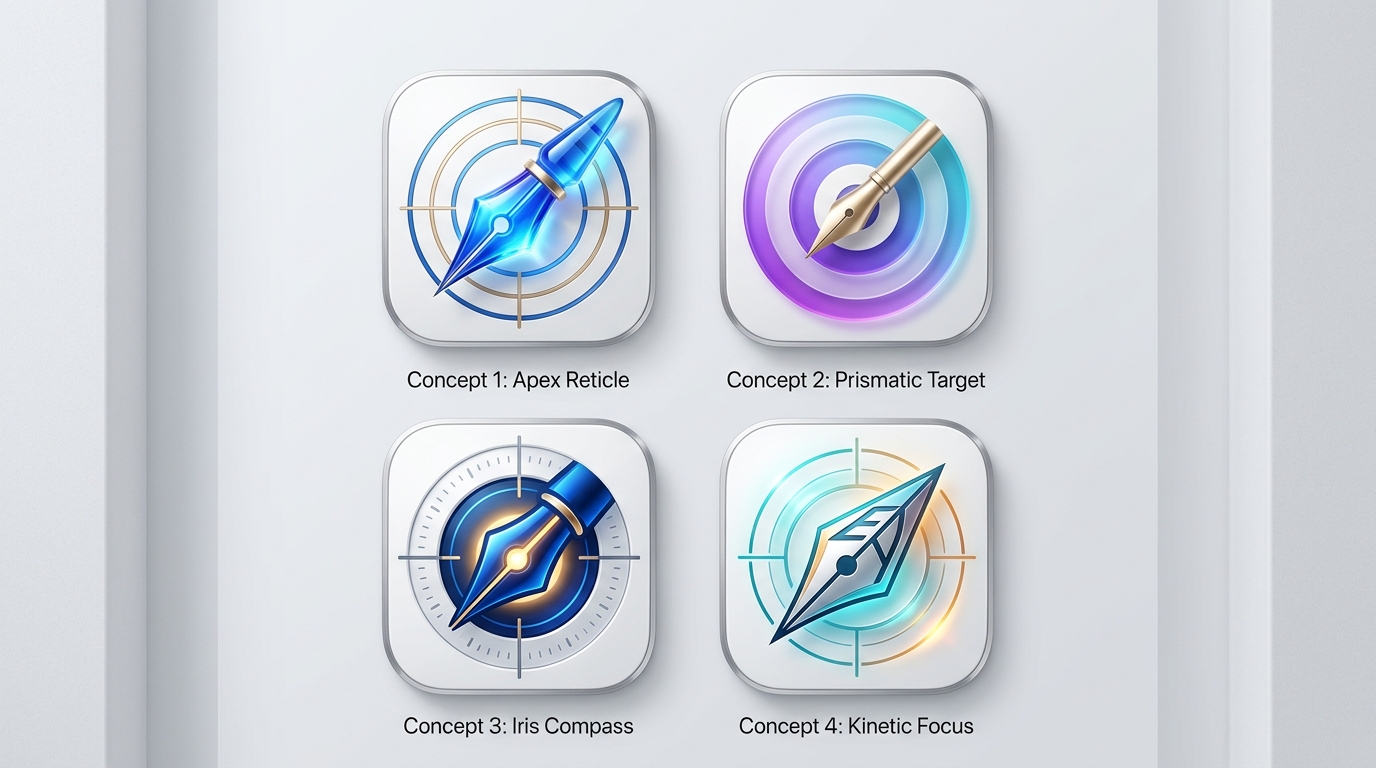 Concept 1: Apex Reticle
Concept 2: Prismatic Target
Concept 3: Iris Compass
Concept 4: Kinetic Focus